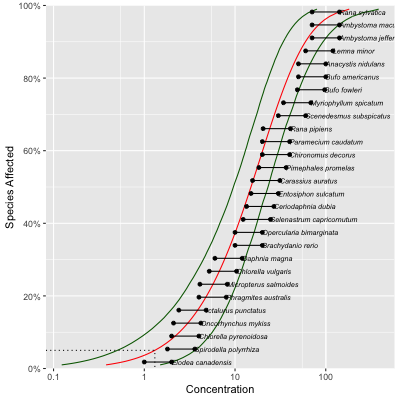 100%
80%
60%
40%
20%
0%
Species Affected
Rana sylvatica
Ambystoma
Ambystoma
Lemna minor
Anacystis nidulans
Bufo americanus
Bufo fowleri
Myriophyllum spicatum
Scenedesmus subspicatus
Rana pipiens
Paramecium caudatum
Chironomus decorus
Pimephales promelas
Carassius auratus
Entosiphon sulcatum
Ceriodaphnia dubia
Selenastrum capricornutum
Opercularia bimarginata
Brachydanio rerio
Daphnia magna
Chlorella vulgaris
Micropterus salmoides
Phragmites australis
Ictalurus punctatus
Oncorhynchus mykiss
Chlorella pyrenoidosa
Spirodella polyrrhiza
Elodea canadensis
0.1 1 10 100
Concentration